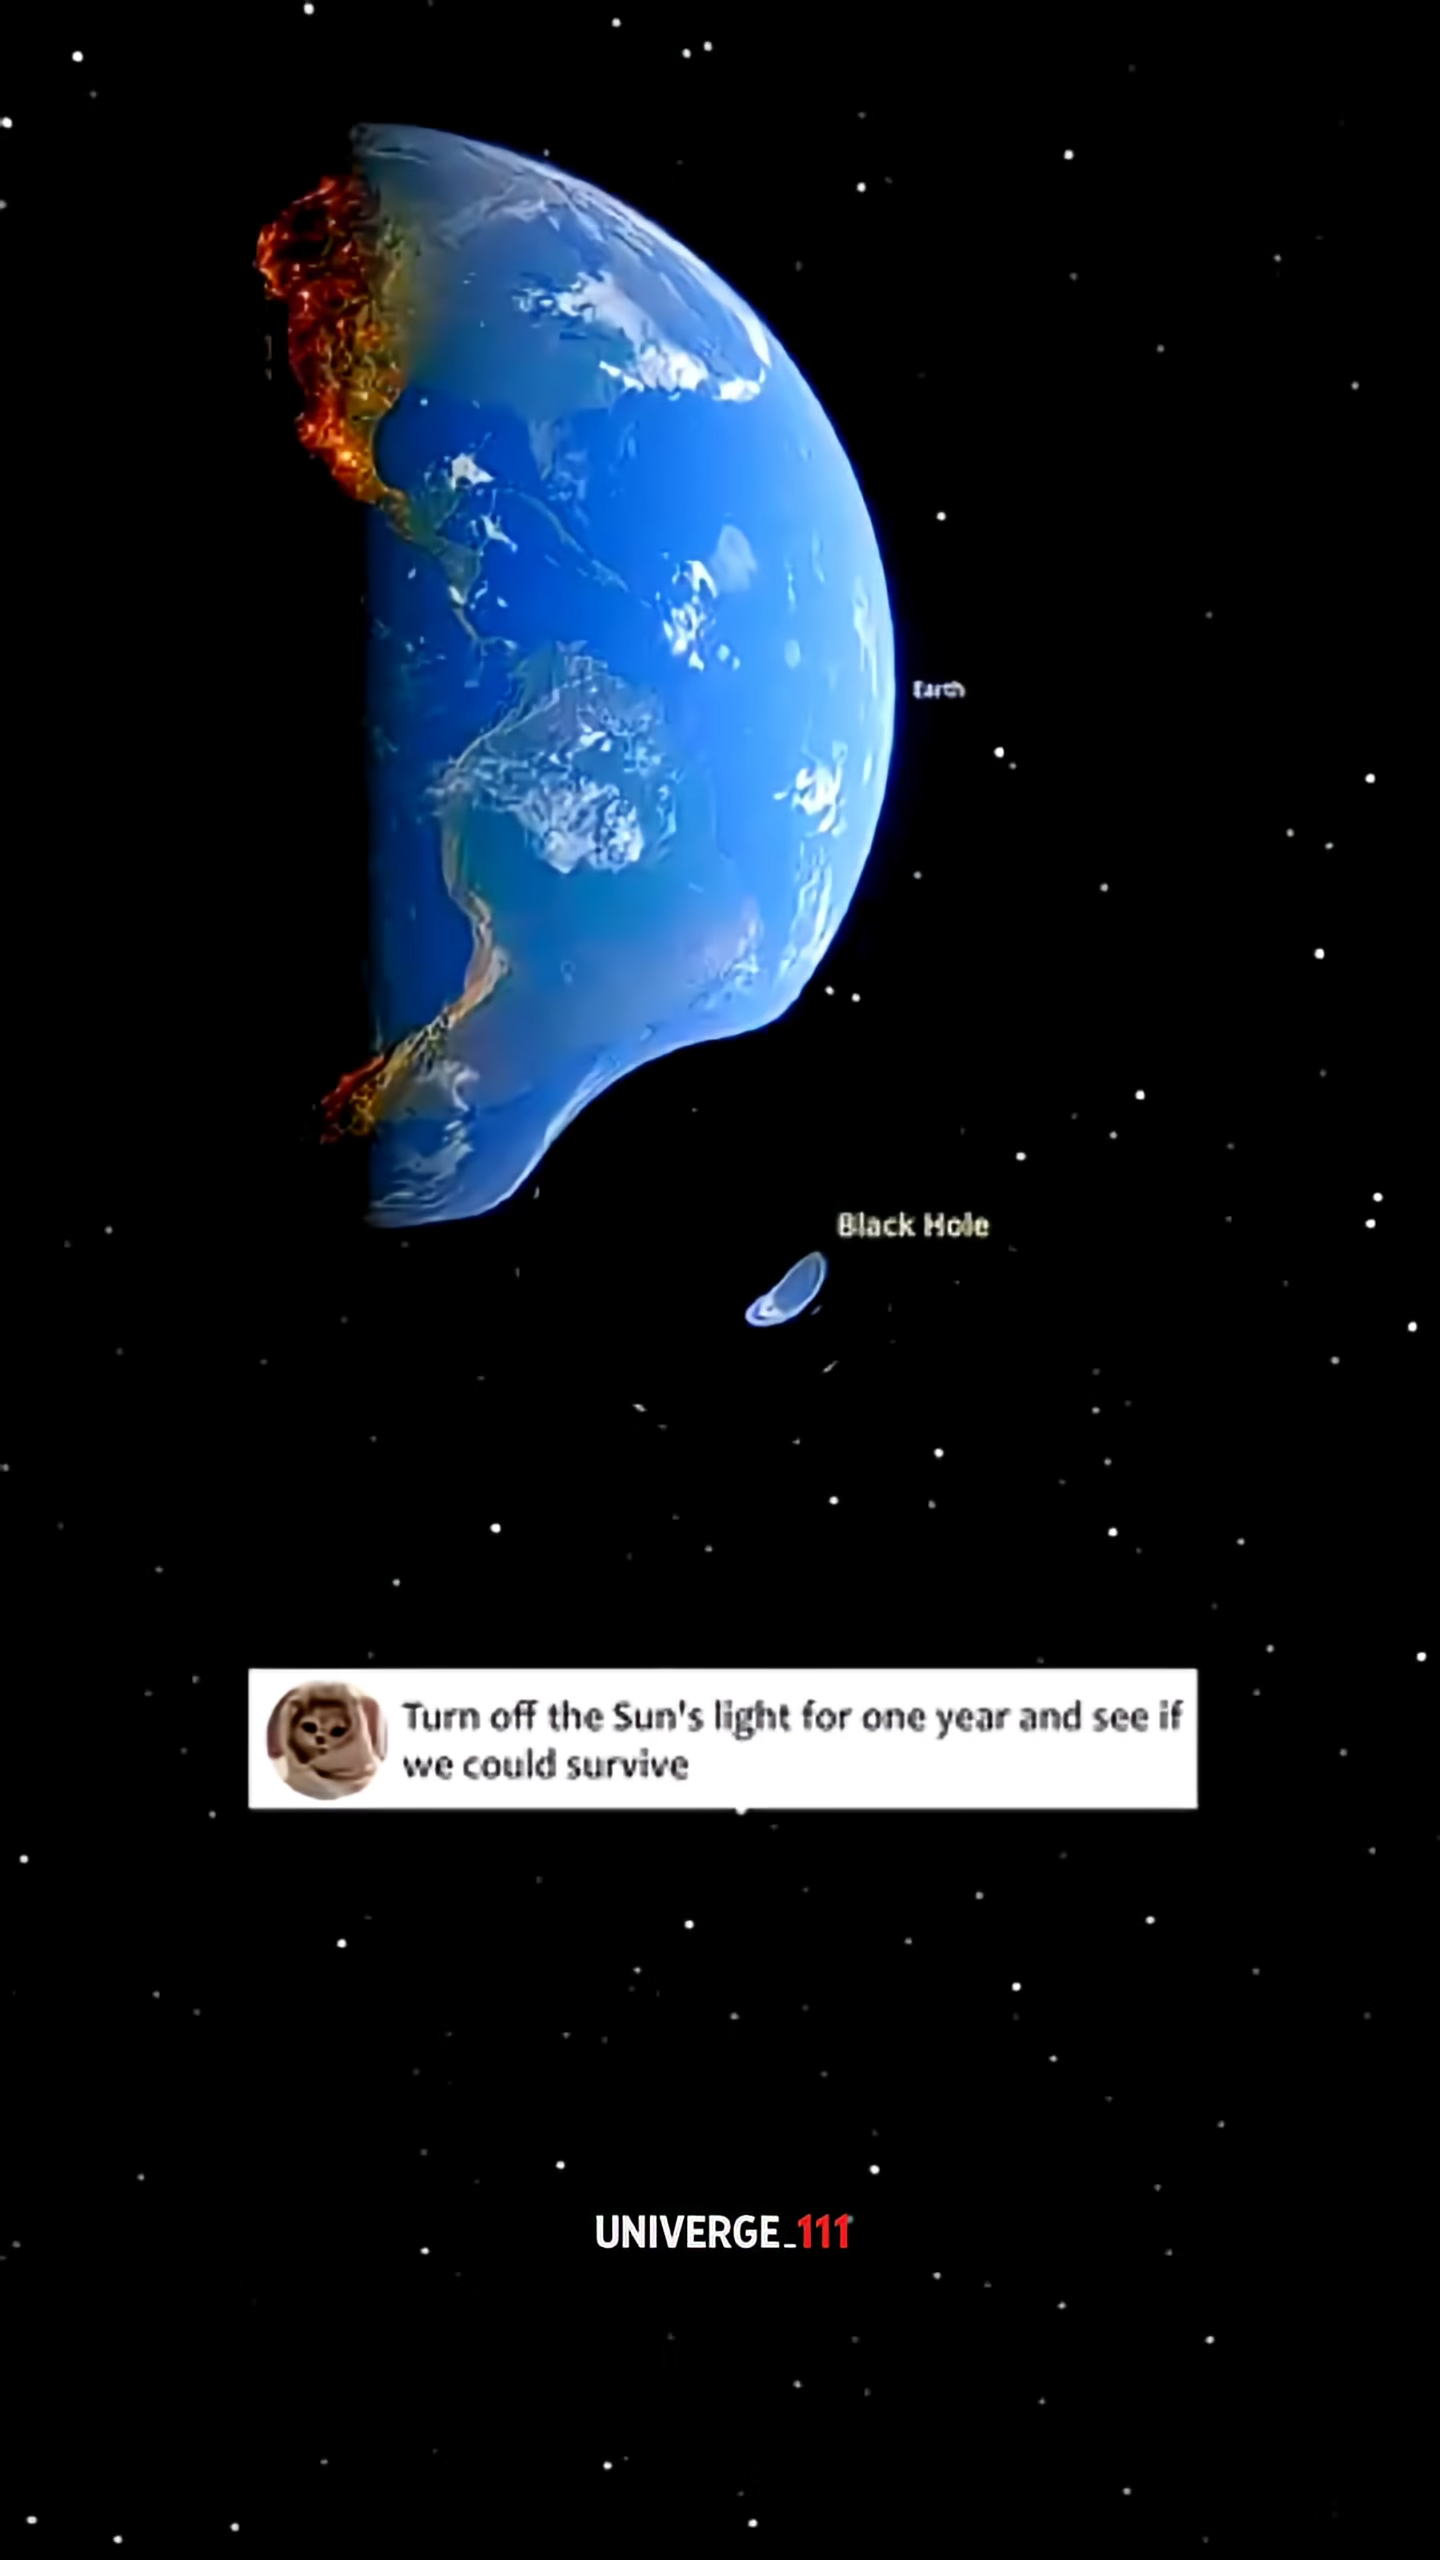 Earth
Black Hole
Turn off the Sun's light for one year and see if
we could survive
UNIVERGE_111